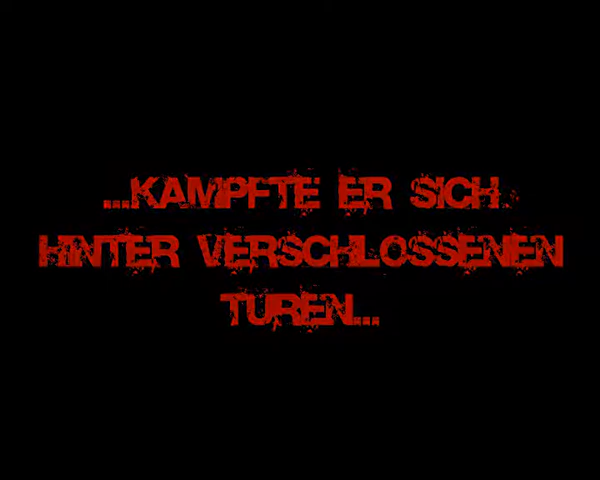 ...KAMPFTE ER SICH
HINTER VERSCHLOSSENEN
TUREN...